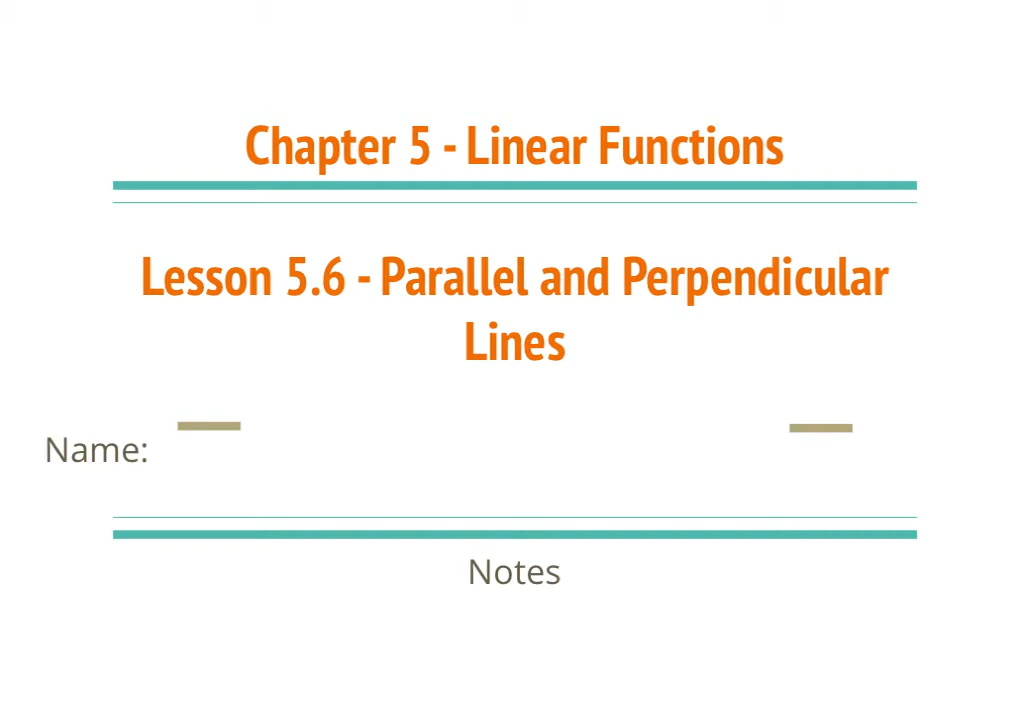 Chapter 5 - Linear Functions
Lesson 5.6 - Parallel and Perpendicular
Lines
Name:
Notes